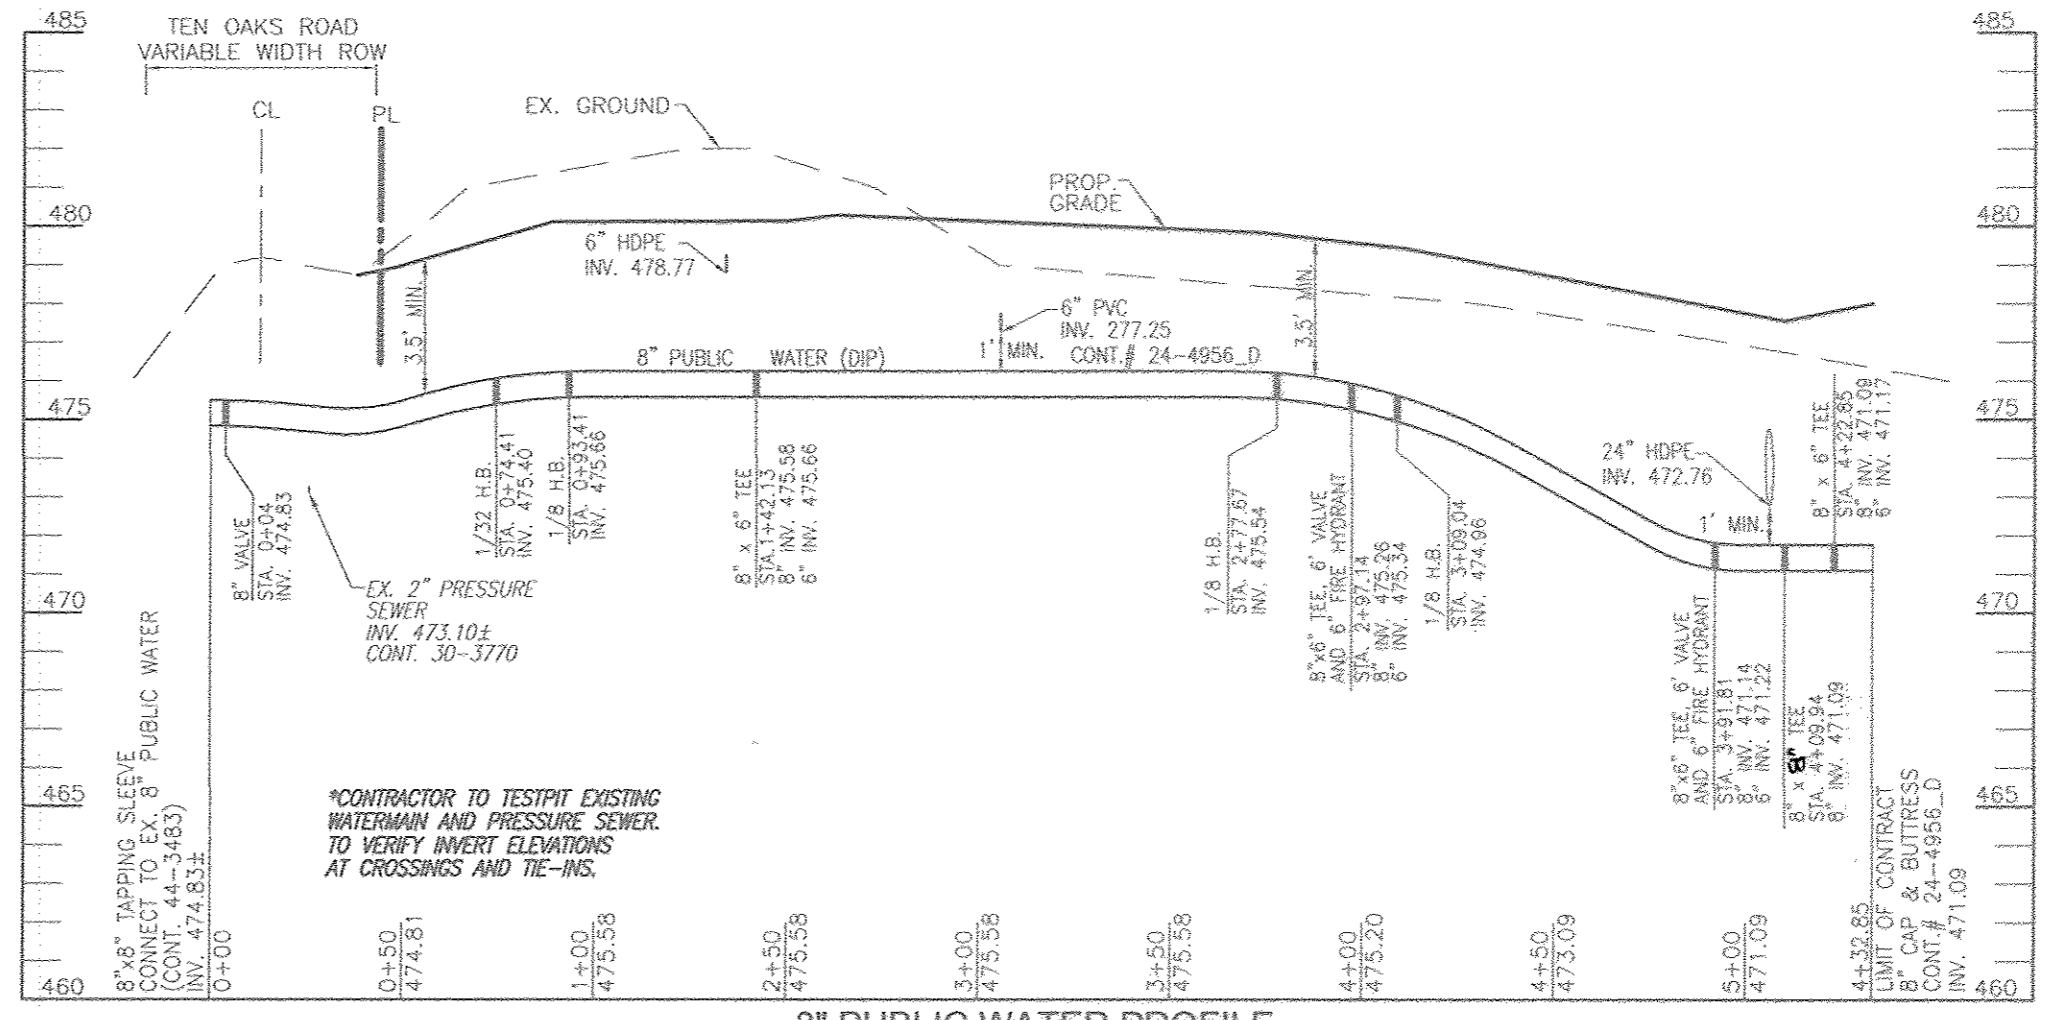 485
485
TEN OAKS ROAD
VARIABLE WIDTH ROW
CL
PL
EX. GROUND
PROP.
GRADE
480
480
6" HDPE
INV. 478.77
3.5' MIN.
3.5' MIN.
6" PVC
INV. 277.25
1' MIN.
CONT.# 24-4956_D
8" PUBLIC WATER (DIP)
475
475
8" VALVE
STA. 0+04
INV. 474.83
EX. 2" PRESSURE
SEWER
INV. 473.10±
CONT. 30-3770
1/32 H.B.
STA. 0+74.41
INV. 475.40
1/8 H.B.
STA. 0+93.41
INV. 475.66
8" x 6" TEE
STA.1+42.13
8" INV. 475.58
6" INV. 475.66
1/8 H.B.
STA. 2+77.67
INV. 475.54
8"x6" TEE, 6' VALVE
AND 6" FIRE HYDRANT
STA. 2+97.14
8" INV. 475.26
6" INV. 475.34
1/8 H.B.
STA. 3+09.04
INV. 474.96
24" HDPE
INV. 472.76
1' MIN.
8" x 6" TEE
STA. 4+22.85
8" INV. 471.09
6" INV. 471.17
470
470
8"x6" TEE, 6' VALVE
AND 6" FIRE HYDRANT
STA. 3+91.81
8" INV. 471.14
6" INV. 471.22
8" x 8" TEE
STA. 4+09.94
8" INV. 471.09
465
465
*CONTRACTOR TO TESTPIT EXISTING
WATERMAIN AND PRESSURE SEWER.
TO VERIFY INVERT ELEVATIONS
AT CROSSINGS AND TIE-INS.
8"x8" TAPPING SLEEVE
CONNECT TO EX. 8" PUBLIC WATER
(CONT. 44-3483)
INV. 474.83±
0+00
0+50
474.81
1+00
475.58
2+50
475.58
3+00
475.58
3+50
475.58
4+00
475.20
4+50
473.09
5+00
471.09
4+32.85
LIMIT OF CONTRACT
8" CAP & BUTTRESS
CONT.# 24-4956_D
INV. 471.09
460
460
8" PUBLIC WATER PROFILE